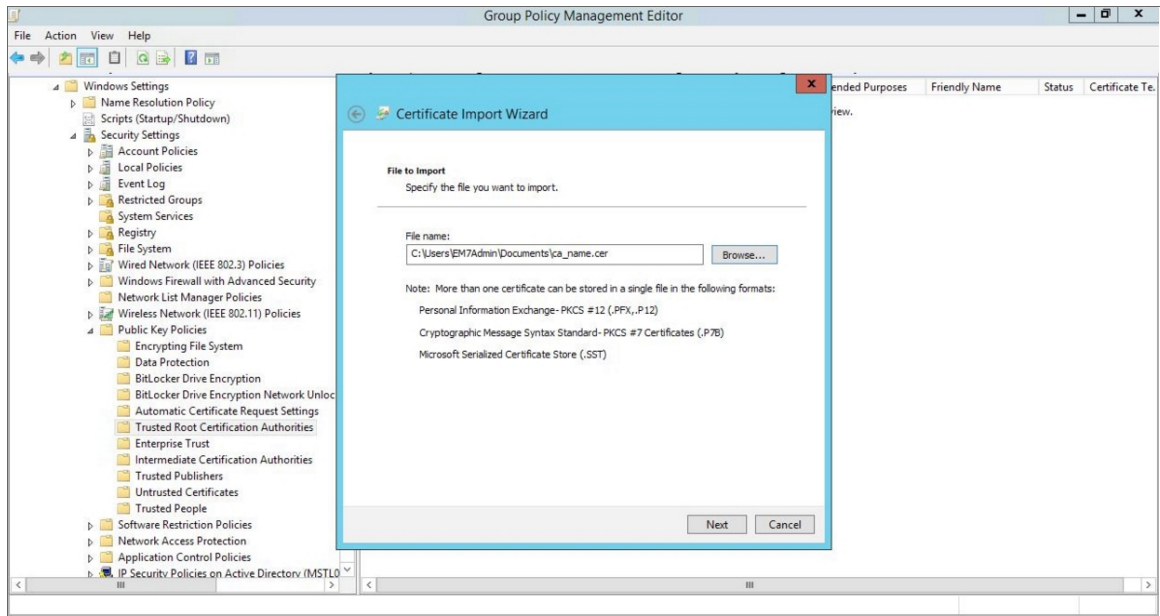 Group Policy Management Editor
File Action View Help
Windows Settings
Name Resolution Policy
Scripts (Startup/Shutdown)
Security Settings
Account Policies
Local Policies
Event Log
Restricted Groups
System Services
Registry
File System
Wired Network (IEEE 802.3) Policies
Windows Firewall with Advanced Security
Network List Manager Policies
Wireless Network (IEEE 802.11) Policies
Public Key Policies
Encrypting File System
Data Protection
BitLocker Drive Encryption
BitLocker Drive Encryption Network Unloc
Automatic Certificate Request Settings
Trusted Root Certification Authorities
Enterprise Trust
Intermediate Certification Authorities
Trusted Publishers
Untrusted Certificates
Trusted People
Software Restriction Policies
Network Access Protection
Application Control Policies
IP Security Policies on Active Directory (MSTL0
Certificate Import Wizard
File to Import
Specify the file you want to import.
File name:
C:\Users\EM7Admin\Documents\ca_name.cer Browse...
Note: More than one certificate can be stored in a single file in the following formats:
Personal Information Exchange- PKCS #12 (.PFX,.P12)
Cryptographic Message Syntax Standard- PKCS #7 Certificates (.P7B)
Microsoft Serialized Certificate Store (.SST)
Next Cancel
ended Purposes Friendly Name Status Certificate Te.
view.